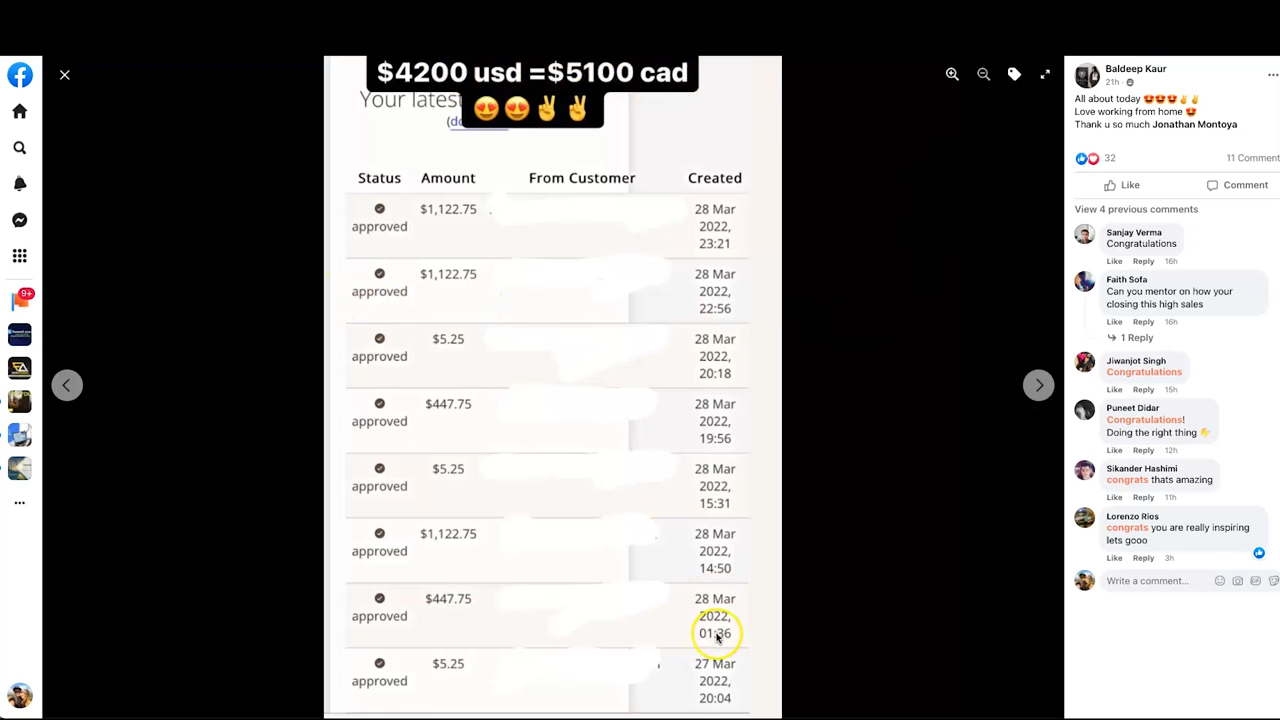 $4200 usd =$5100 cad
😍😍✌️✌️
Your latest
(do
Status Amount From Customer Created
approved $1,122.75 28 Mar 2022, 23:21
approved $1,122.75 28 Mar 2022, 22:56
approved $5.25 28 Mar 2022, 20:18
approved $447.75 28 Mar 2022, 19:56
approved $5.25 28 Mar 2022, 15:31
approved $1,122.75 28 Mar 2022, 14:50
approved $447.75 28 Mar 2022, 01:36
approved $5.25 27 Mar 2022, 20:04
9+
Baldeep Kaur
21h
All about today 🤩🤩🤩✌️✌️
Love working from home 🤩
Thank u so much Jonathan Montoya
32 11 Comment
Like Comment
View 4 previous comments
Sanjay Verma
Congratulations
Like Reply 16h
Faith Sofa
Can you mentor on how your
closing this high sales
Like Reply 16h
1 Reply
Jiwanjot Singh
Congratulations
Like Reply 15h
Puneet Didar
Congratulations!
Doing the right thing 👏
Like Reply 12h
Sikander Hashimi
congrats thats amazing
Like Reply 11h
Lorenzo Rios
congrats you are really inspiring
lets gooo
Like Reply 3h
Write a comment...